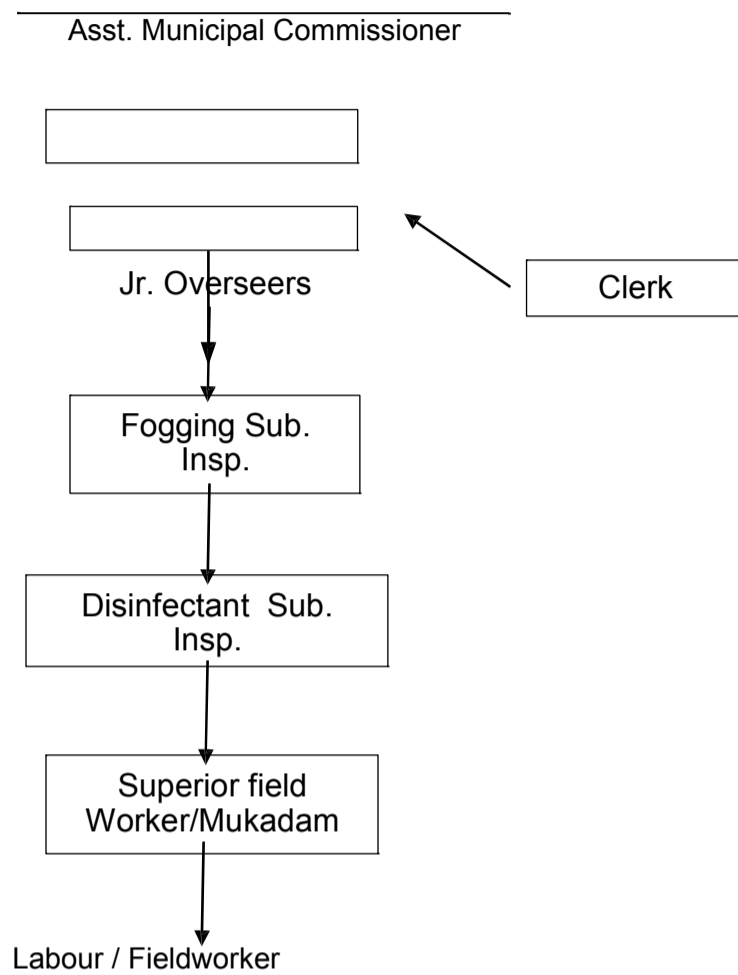 Asst. Municipal Commissioner
Jr. Overseers
Clerk
Fogging Sub.
Insp.
Disinfectant Sub.
Insp.
Superior field
Worker/Mukadam
Labour / Fieldworker